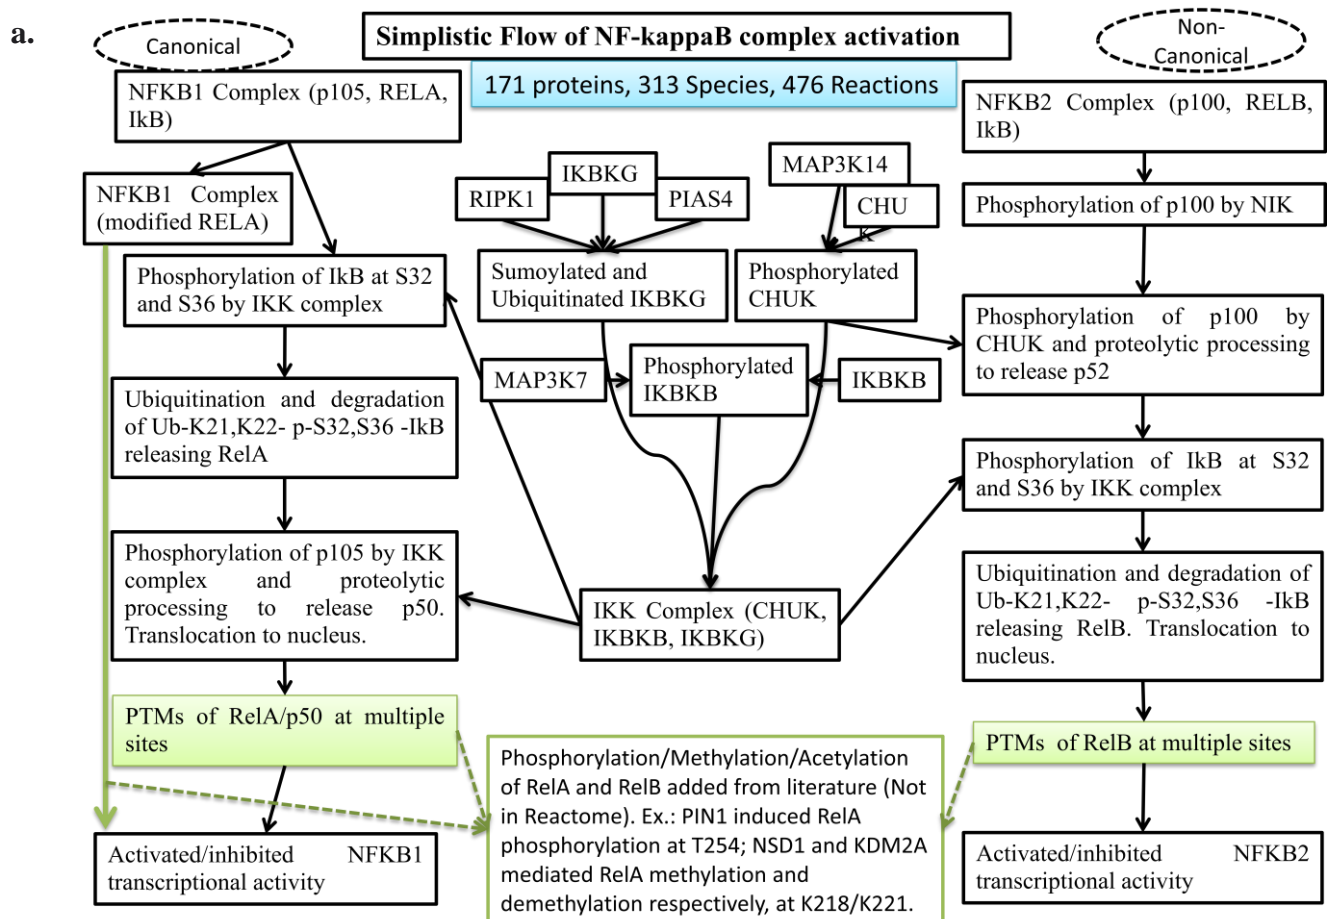 a.
Canonical
Simplistic Flow of NF-kappaB complex activation
Non-
Canonical
171 proteins, 313 Species, 476 Reactions
NFKB1 Complex (p105, RELA,
IkB)
NFKB1 Complex
(modified RELA)
Phosphorylation of IkB at S32
and S36 by IKK complex
Ubiquitination and degradation
of Ub-K21,K22- p-S32,S36 -IkB
releasing RelA
Phosphorylation of p105 by IKK
complex and proteolytic
processing to release p50.
Translocation to nucleus.
PTMs of RelA/p50 at multiple
sites
Activated/inhibited NFKB1
transcriptional activity
RIPK1
IKBKG
PIAS4
MAP3K14
CHU
K
Sumoylated and
Ubiquitinated IKBKG
Phosphorylated
CHUK
MAP3K7
Phosphorylated
IKBKB
IKBKB
IKK Complex (CHUK,
IKBKB, IKBKG)
Phosphorylation/Methylation/Acetylation
of RelA and RelB added from literature (Not
in Reactome). Ex.: PIN1 induced RelA
phosphorylation at T254; NSD1 and KDM2A
mediated RelA methylation and
demethylation respectively, at K218/K221.
NFKB2 Complex (p100, RELB,
IkB)
Phosphorylation of p100 by NIK
Phosphorylation of p100 by
CHUK and proteolytic processing
to release p52
Phosphorylation of IkB at S32
and S36 by IKK complex
Ubiquitination and degradation of
Ub-K21,K22- p-S32,S36 -IkB
releasing RelB. Translocation to
nucleus.
PTMs of RelB at multiple sites
Activated/inhibited NFKB2
transcriptional activity